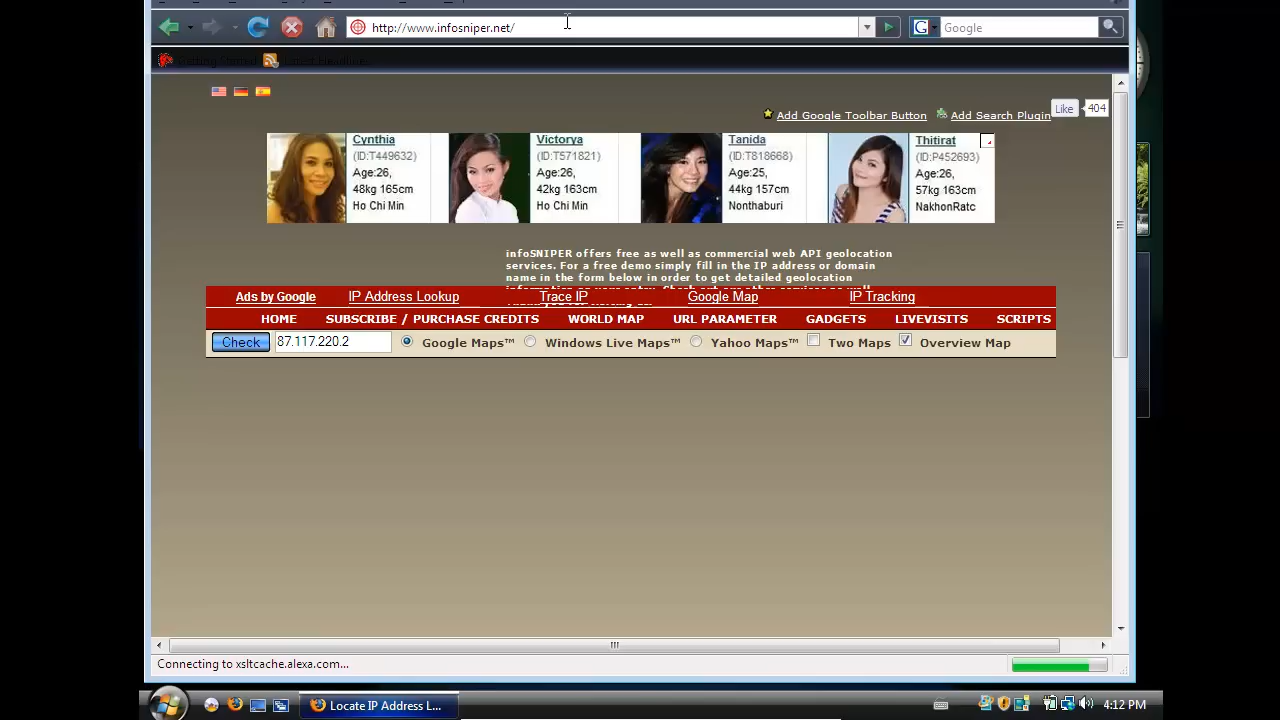 http://www.infosniper.net/
Google
Getting Started
Latest Headlines
Add Google Toolbar Button
Add Search Plugin
Like
404
Cynthia
(ID:T449632)
Age:26,
48kg 165cm
Ho Chi Min
Victorya
(ID:T571821)
Age:26,
42kg 163cm
Ho Chi Min
Tanida
(ID:T818668)
Age:25,
44kg 157cm
Nonthaburi
Thitirat
(ID:P452693)
Age:26,
57kg 163cm
NakhonRatc
infoSNIPER offers free as well as commercial web API geolocation
services. For a free demo simply fill in the IP address or domain
name in the form below in order to get detailed geolocation
Ads by Google IP Address Lookup Trace IP Google Map IP Tracking
HOME SUBSCRIBE / PURCHASE CREDITS WORLD MAP URL PARAMETER GADGETS LIVEVISITS SCRIPTS
Check 87.117.220.2 Google Maps™ Windows Live Maps™ Yahoo Maps™ Two Maps Overview Map
Connecting to xsltcache.alexa.com...
Locate IP Address L...
4:12 PM